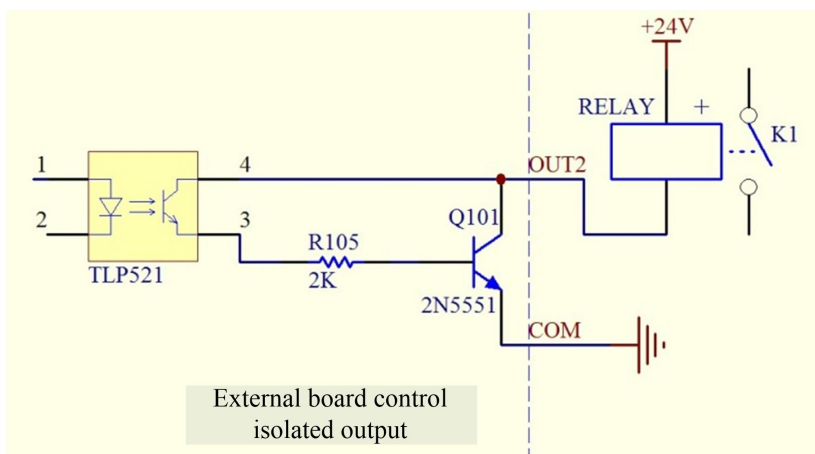 +24V
RELAY +
K1
1
4
OUT2
2
3
Q101
R105
2K
TLP521
2N5551
COM
External board control
isolated output